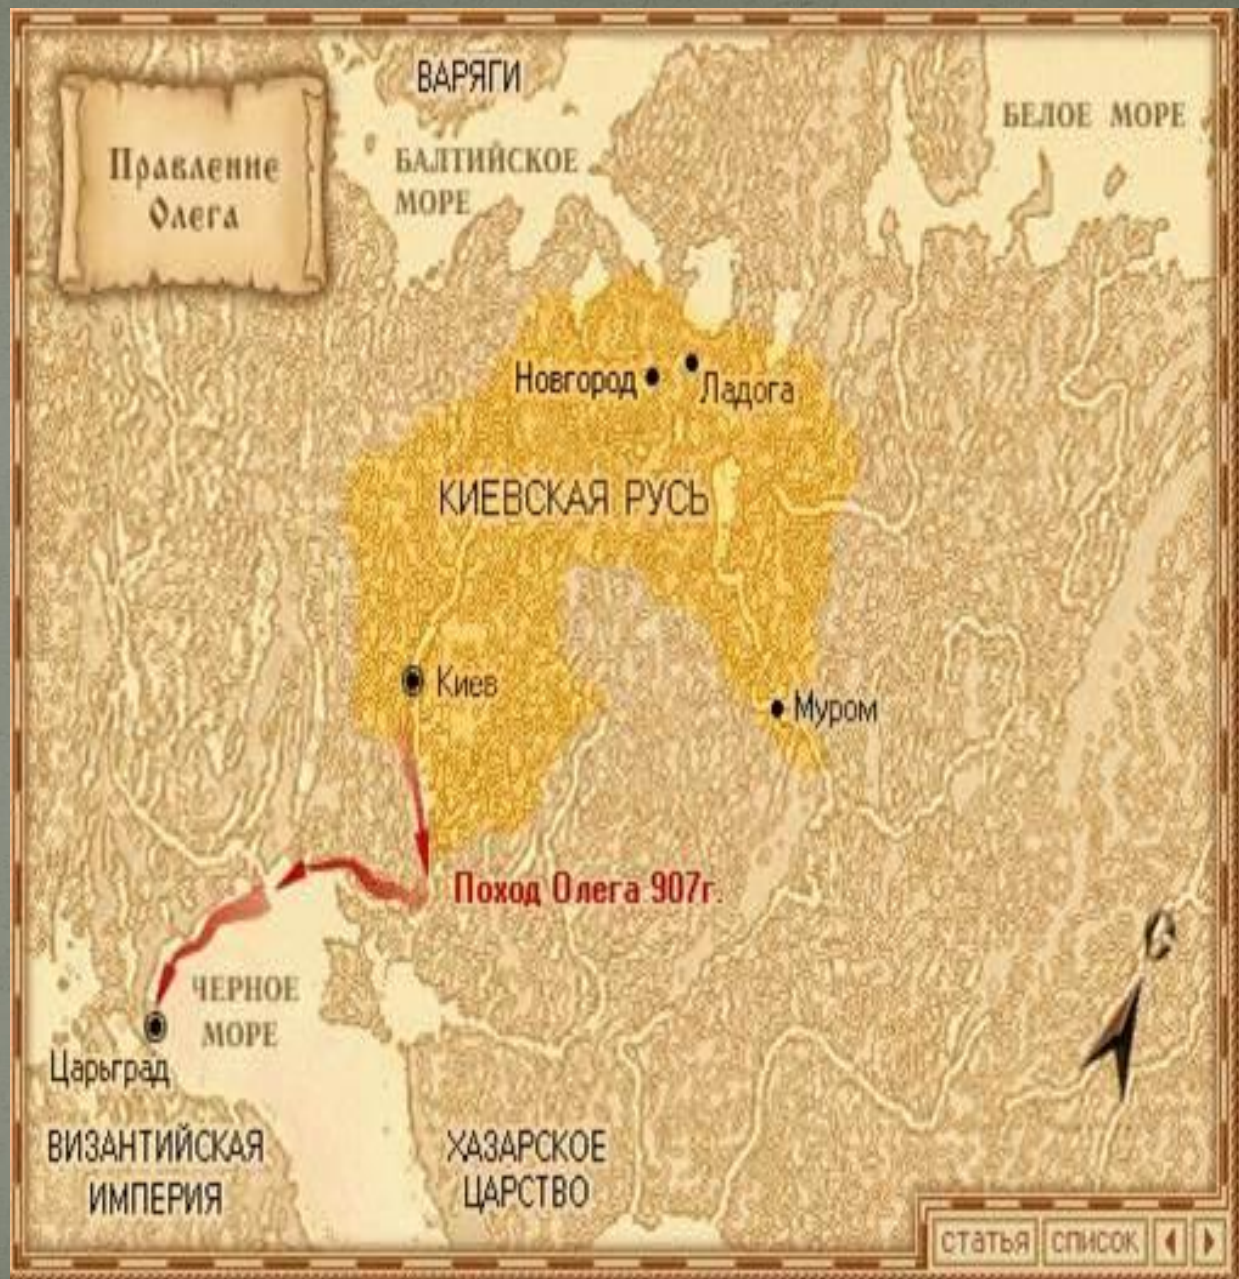 ВАРЯГИ
БЕЛОЕ МОРЕ
Правление
Олега
БАЛТИЙСКОЕ
МОРЕ
Новгород
Ладога
КИЕВСКАЯ РУСЬ
Киев
Муром
Поход Олега 907г.
С
ЧЕРНОЕ
МОРЕ
Царьград
ВИЗАНТИЙСКАЯ
ИМПЕРИЯ
ХАЗАРСКОЕ
ЦАРСТВО
статья список